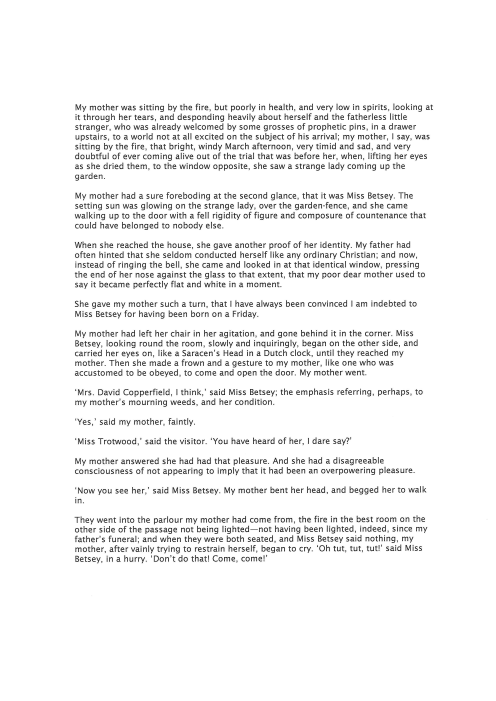 My mother was sitting by the fire, but poorly in health, and very low in spirits, looking at
it through her tears, and desponding heavily about herself and the fatherless little
stranger, who was already welcomed by some grosses of prophetic pins, in a drawer
upstairs, to a world not at all excited on the subject of his arrival; my mother, I say, was
sitting by the fire, that bright, windy March afternoon, very timid and sad, and very
doubtful of ever coming alive out of the trial that was before her, when, lifting her eyes
as she dried them, to the window opposite, she saw a strange lady coming up the
garden.
My mother had a sure foreboding at the second glance, that it was Miss Betsey. The
setting sun was glowing on the strange lady, over the garden-fence, and she came
walking up to the door with a fell rigidity of figure and composure of countenance that
could have belonged to nobody else.
When she reached the house, she gave another proof of her identity. My father had
often hinted that she seldom conducted herself like any ordinary Christian; and now,
instead of ringing the bell, she came and looked in at that identical window, pressing
the end of her nose against the glass to that extent, that my poor dear mother used to
say it became perfectly flat and white in a moment.
She gave my mother such a turn, that I have always been convinced I am indebted to
Miss Betsey for having been born on a Friday.
My mother had left her chair in her agitation, and gone behind it in the corner. Miss
Betsey, looking round the room, slowly and inquiringly, began on the other side, and
carried her eyes on, like a Saracen's Head in a Dutch clock, until they reached my
mother. Then she made a frown and a gesture to my mother, like one who was
accustomed to be obeyed, to come and open the door. My mother went.
'Mrs. David Copperfield, I think,' said Miss Betsey; the emphasis referring, perhaps, to
my mother's mourning weeds, and her condition.
'Yes,' said my mother, faintly.
'Miss Trotwood,' said the visitor. 'You have heard of her, I dare say?'
My mother answered she had had that pleasure. And she had a disagreeable
consciousness of not appearing to imply that it had been an overpowering pleasure.
'Now you see her,' said Miss Betsey. My mother bent her head, and begged her to walk
in.
They went into the parlour my mother had come from, the fire in the best room on the
other side of the passage not being lighted—not having been lighted, indeed, since my
father's funeral; and when they were both seated, and Miss Betsey said nothing, my
mother, after vainly trying to restrain herself, began to cry. 'Oh tut, tut, tut!' said Miss
Betsey, in a hurry. 'Don't do that! Come, come!'